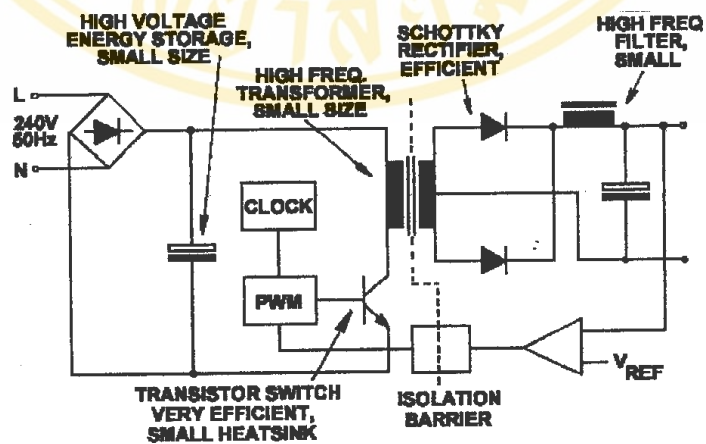 HIGH VOLTAGE
ENERGY STORAGE,
SMALL SIZE
HIGH FREQ.
TRANSFORMER,
SMALL SIZE
SCHOTTKY
RECTIFIER,
EFFICIENT
HIGH FREQ
FILTER,
SMALL
L
240V
50Hz
N
CLOCK
PWM
V REF
TRANSISTOR SWITCH
VERY EFFICIENT,
SMALL HEATSINK
ISOLATION
BARRIER